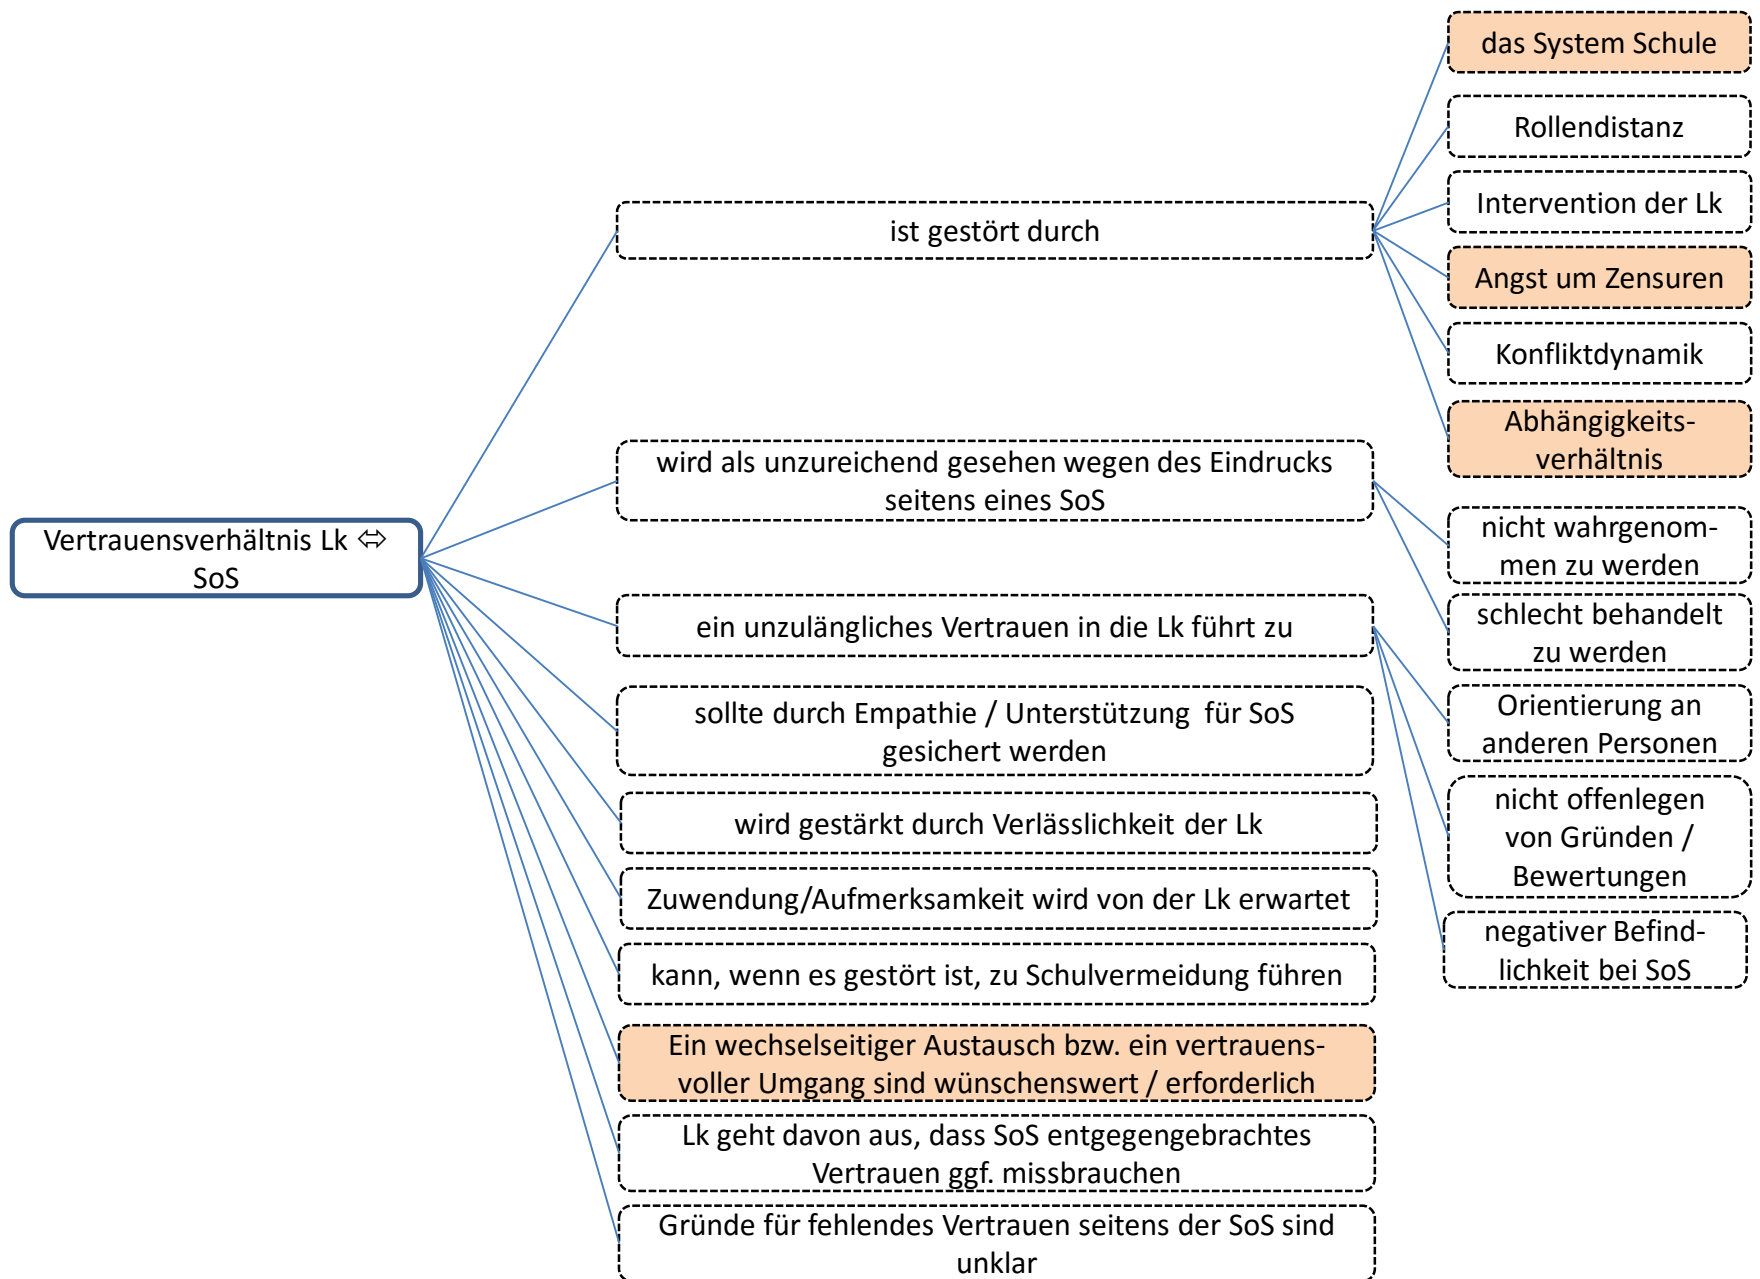 Vertrauensverhältnis Lk ⇔
SoS
ist gestört durch
das System Schule
Rollendistanz
Intervention der Lk
Angst um Zensuren
Konfliktdynamik
Abhängigkeits-
verhältnis
wird als unzureichend gesehen wegen des Eindrucks
seitens eines SoS
nicht wahrgenom-
men zu werden
schlecht behandelt
zu werden
ein unzulängliches Vertrauen in die Lk führt zu
Orientierung an
anderen Personen
nicht offenlegen
von Gründen /
Bewertungen
negativer Befind-
lichkeit bei SoS
sollte durch Empathie / Unterstützung für SoS
gesichert werden
wird gestärkt durch Verlässlichkeit der Lk
Zuwendung/Aufmerksamkeit wird von der Lk erwartet
kann, wenn es gestört ist, zu Schulvermeidung führen
Ein wechselseitiger Austausch bzw. ein vertrauens-
voller Umgang sind wünschenswert / erforderlich
Lk geht davon aus, dass SoS entgegengebrachtes
Vertrauen ggf. missbrauchen
Gründe für fehlendes Vertrauen seitens der SoS sind
unklar